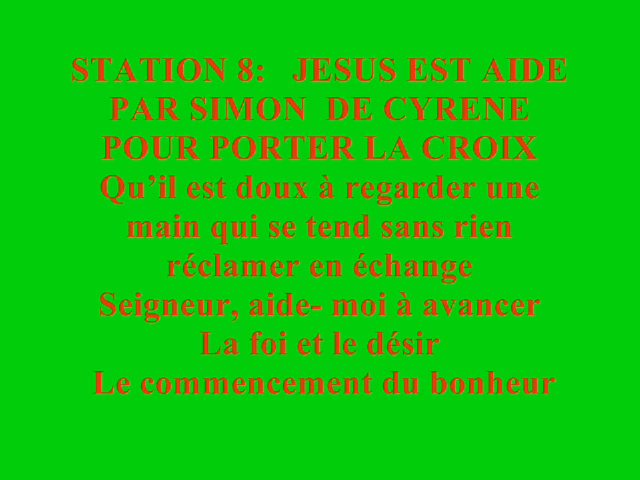 STATION 8: JESUS EST AIDE
PAR SIMON DE CYRENE
POUR PORTER LA CROIX
Qu’il est doux à regarder une
main qui se tend sans rien
réclamer en échange
Seigneur, aide- moi à avancer
La foi et le désir
Le commencement du bonheur